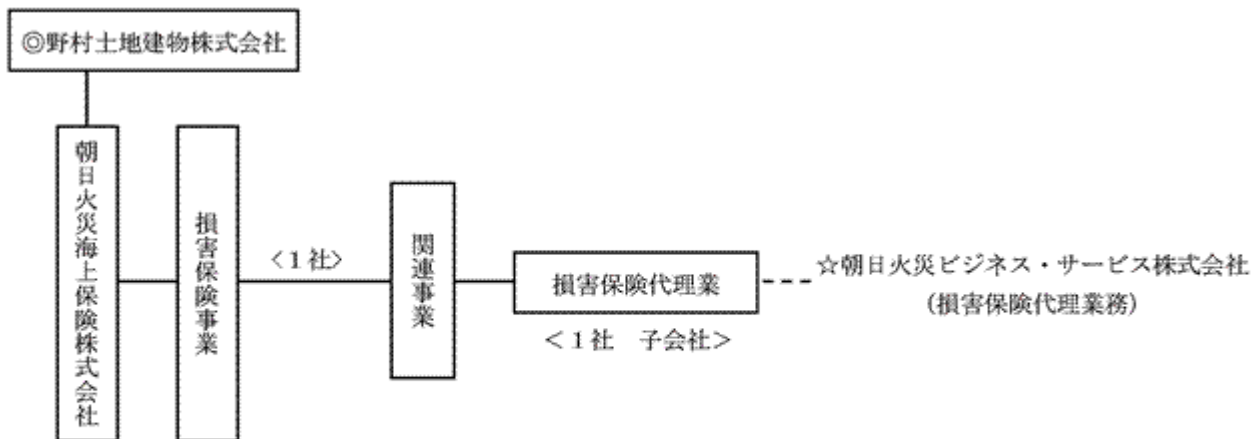 ◎野村土地建物株式会社
朝日火災海上保険株式会社
損害保険事業
<1社>
関連事業
損害保険代理業
<1社　子会社>
☆朝日火災ビジネス・サービス株式会社
(損害保険代理業務)